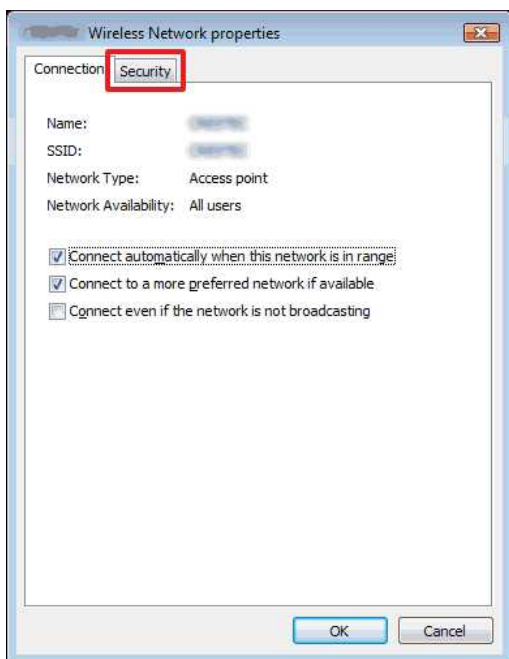 Wireless Network properties
Connection Security
Name:
SSID:
Network Type: Access point
Network Availability: All users
Connect automatically when this network is in range
Connect to a more preferred network if available
Connect even if the network is not broadcasting
OK Cancel